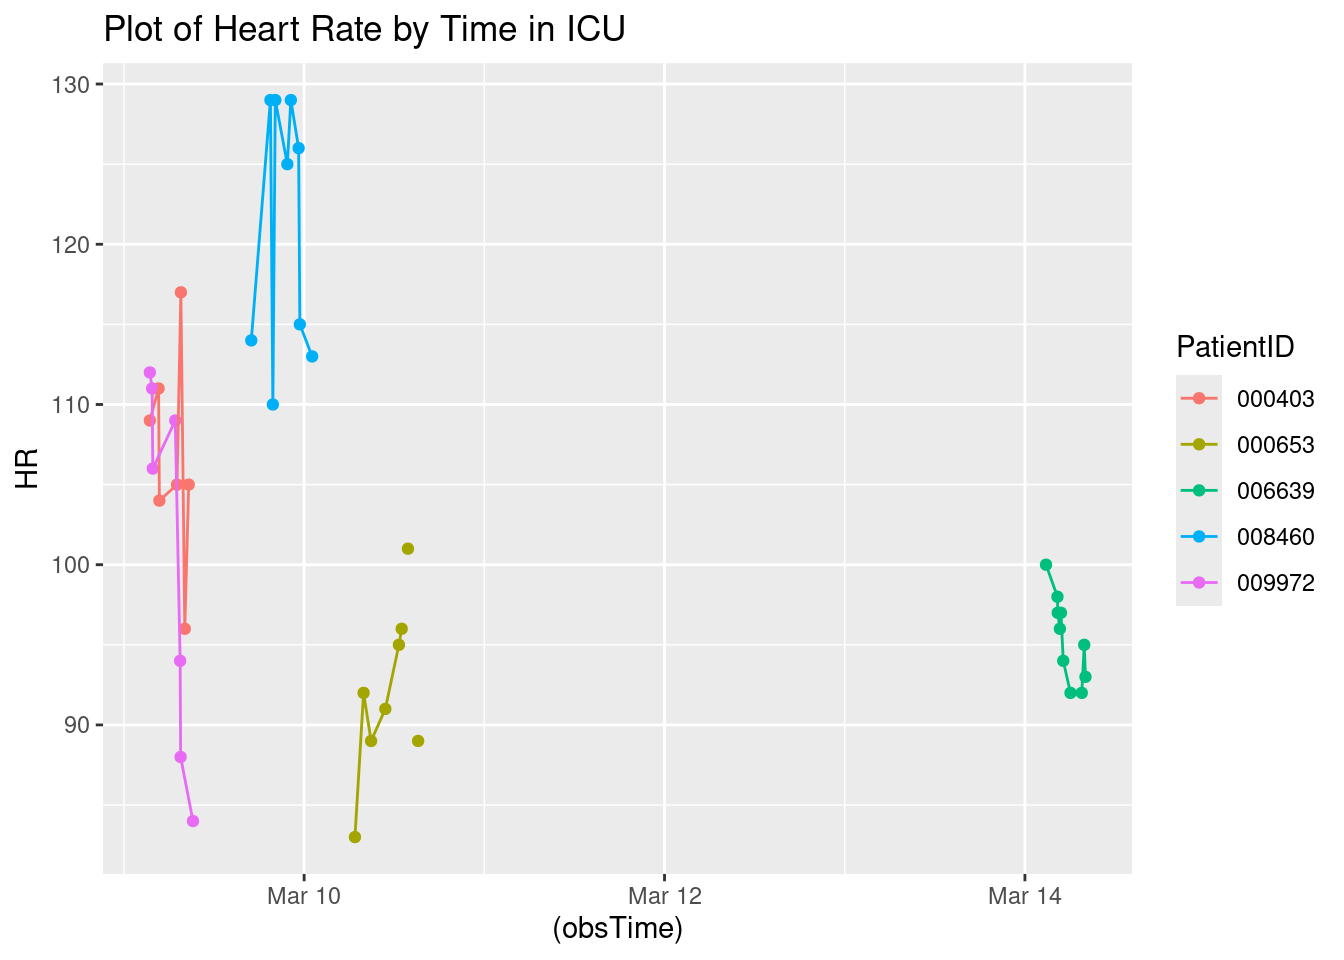 Plot of Heart Rate by Time in ICU
130
120
110
100
90
HR
Mar 10
Mar 12
Mar 14
(obsTime)
PatientID
000403
000653
006639
008460
009972